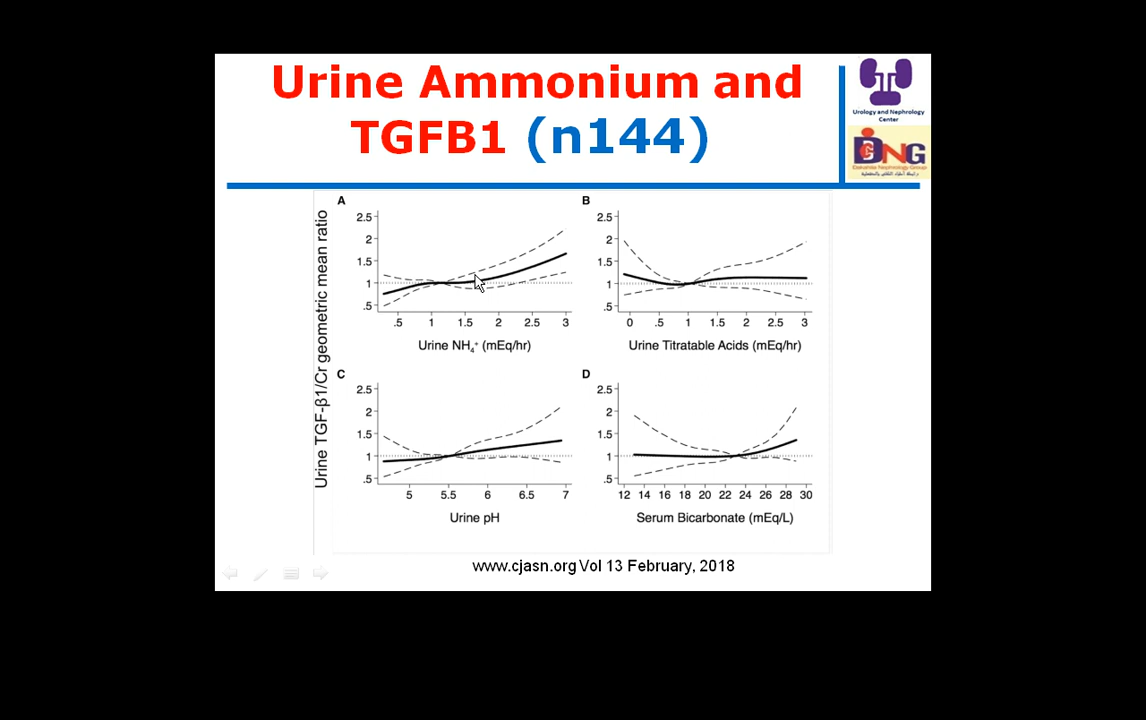 Urine Ammonium and
TGFB1 (n144)
Urology and Nephrology
Center
DNG
Dakahlia Nephrology Group
Urine TGF-β1/Cr geometric mean ratio
A
2.5
2
1.5
1
.5
.5 1 1.5 2 2.5 3
Urine NH₄⁺ (mEq/hr)
B
2.5
2
1.5
1
.5
0 .5 1 1.5 2 2.5 3
Urine Titratable Acids (mEq/hr)
C
2.5
2
1.5
1
.5
5 5.5 6 6.5 7
Urine pH
D
2.5
2
1.5
1
.5
12 14 16 18 20 22 24 26 28 30
Serum Bicarbonate (mEq/L)
www.cjasn.org Vol 13 February, 2018